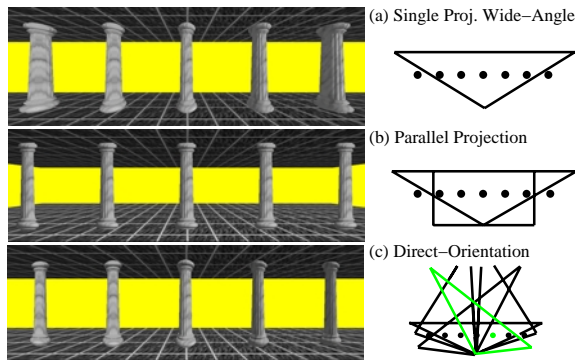 (a) Single Proj. Wide−Angle
(b) Parallel Projection
(c) Direct−Orientation